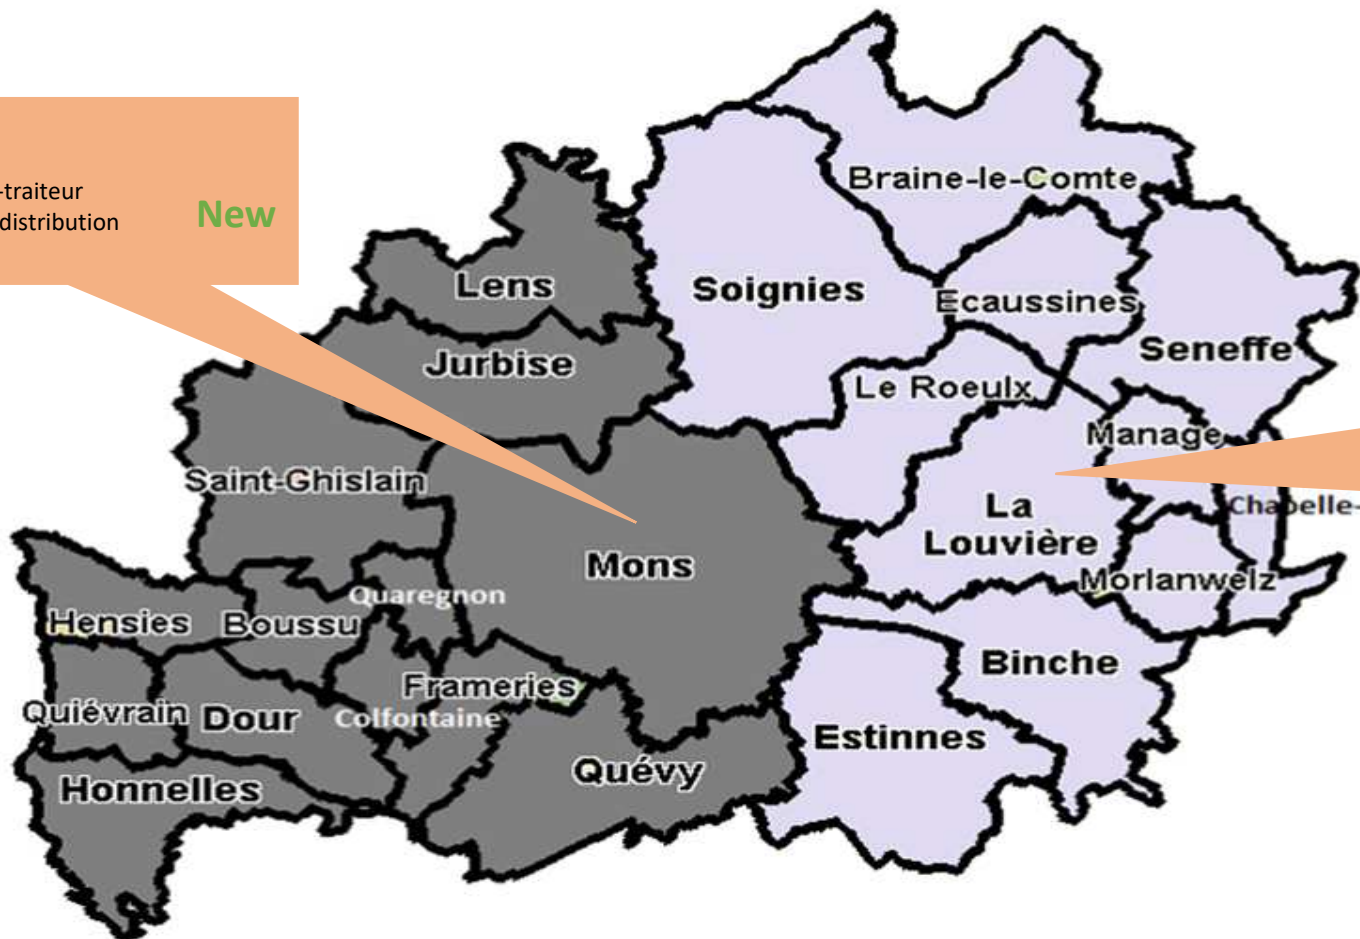 -traiteur
distribution
New
Braine-le-Comte
Lens
Soignies
Ecaussines
Jurbise
Seneffe
Le Roeulx
Manage
Saint-Ghislain
La
Louvière
Chapelle-
Mons
Morlanwelz
Quaregnon
Hensies
Boussu
Binche
Frameries
Quiévrain
Dour
Colfontaine
Estinnes
Quévy
Honnelles